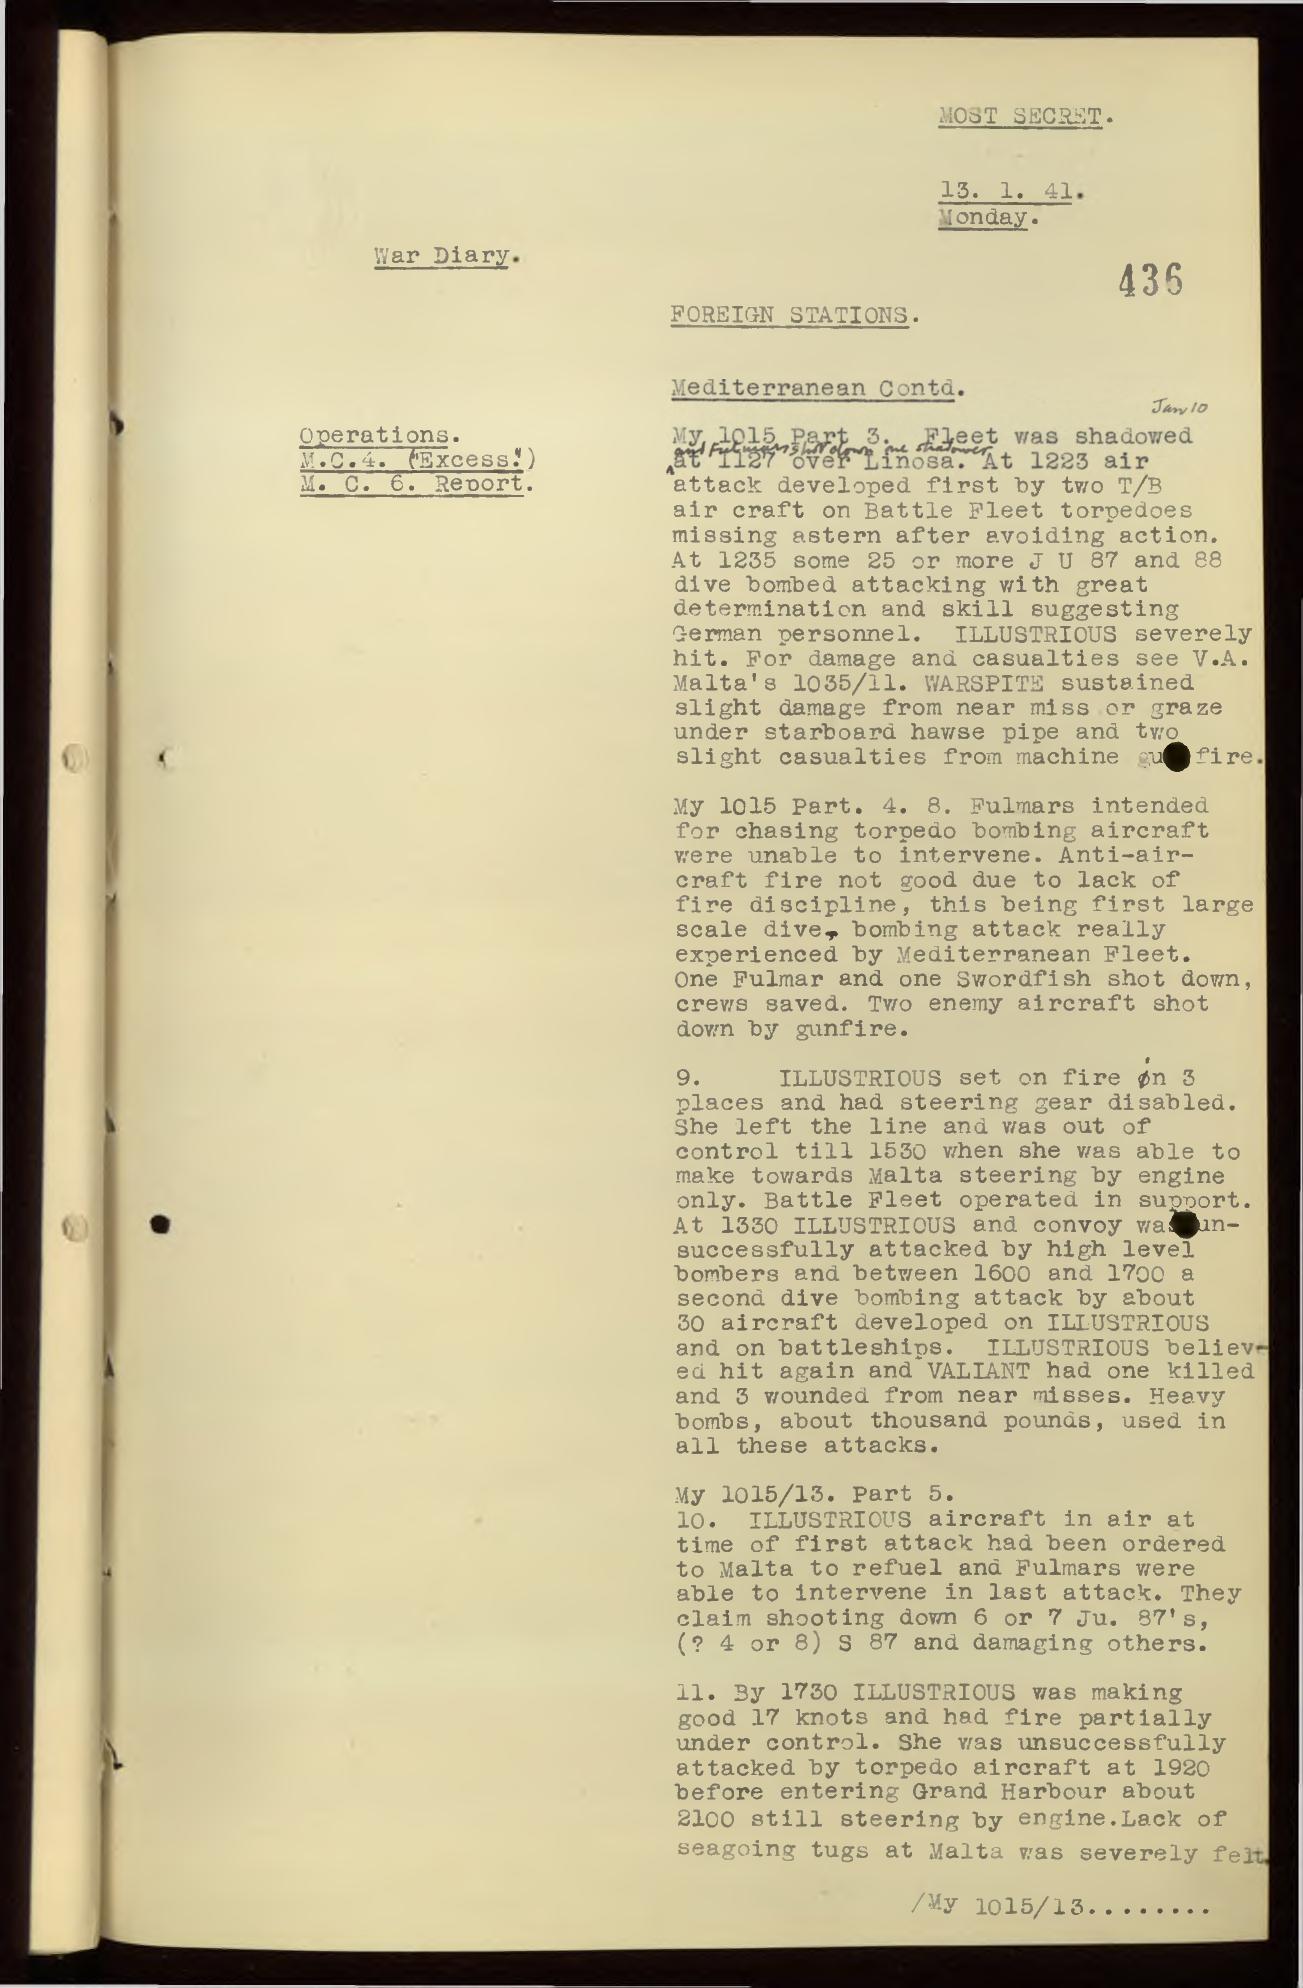 MOST SECRET.
13. 1. 41.
Monday.
War Diary.
436
FOREIGN STATIONS.
Mediterranean Contd.
Jan 10
Operations.
M.C.4. ("Excess".)
M. C. 6. Report.
My 1015 Part 3. Fleet was shadowed
and Fulmars shot down one shadower
at 1127 over Linosa. At 1223 air
attack developed first by two T/B
air craft on Battle Fleet torpedoes
missing astern after avoiding action.
At 1235 some 25 or more J U 87 and 88
dive bombed attacking with great
determination and skill suggesting
German personnel. ILLUSTRIOUS severely
hit. For damage and casualties see V.A.
Malta's 1035/11. WARSPITE sustained
slight damage from near miss or graze
under starboard hawse pipe and two
slight casualties from machine gu fire.
My 1015 Part. 4. 8. Fulmars intended
for chasing torpedo bombing aircraft
were unable to intervene. Anti-air-
craft fire not good due to lack of
fire discipline, this being first large
scale dive, bombing attack really
experienced by Mediterranean Fleet.
One Fulmar and one Swordfish shot down,
crews saved. Two enemy aircraft shot
down by gunfire.
9. ILLUSTRIOUS set on fire in 3
places and had steering gear disabled.
She left the line and was out of
control till 1530 when she was able to
make towards Malta steering by engine
only. Battle Fleet operated in support.
At 1330 ILLUSTRIOUS and convoy was un-
successfully attacked by high level
bombers and between 1600 and 1700 a
second dive bombing attack by about
30 aircraft developed on ILLUSTRIOUS
and on battleships. ILLUSTRIOUS believ-
ed hit again and VALIANT had one killed
and 3 wounded from near misses. Heavy
bombs, about thousand pounds, used in
all these attacks.
My 1015/13. Part 5.
10. ILLUSTRIOUS aircraft in air at
time of first attack had been ordered
to Malta to refuel and Fulmars were
able to intervene in last attack. They
claim shooting down 6 or 7 Ju. 87's,
(? 4 or 8) S 87 and damaging others.
11. By 1730 ILLUSTRIOUS was making
good 17 knots and had fire partially
under control. She was unsuccessfully
attacked by torpedo aircraft at 1920
before entering Grand Harbour about
2100 still steering by engine.Lack of
seagoing tugs at Malta was severely felt.
/My 1015/13........